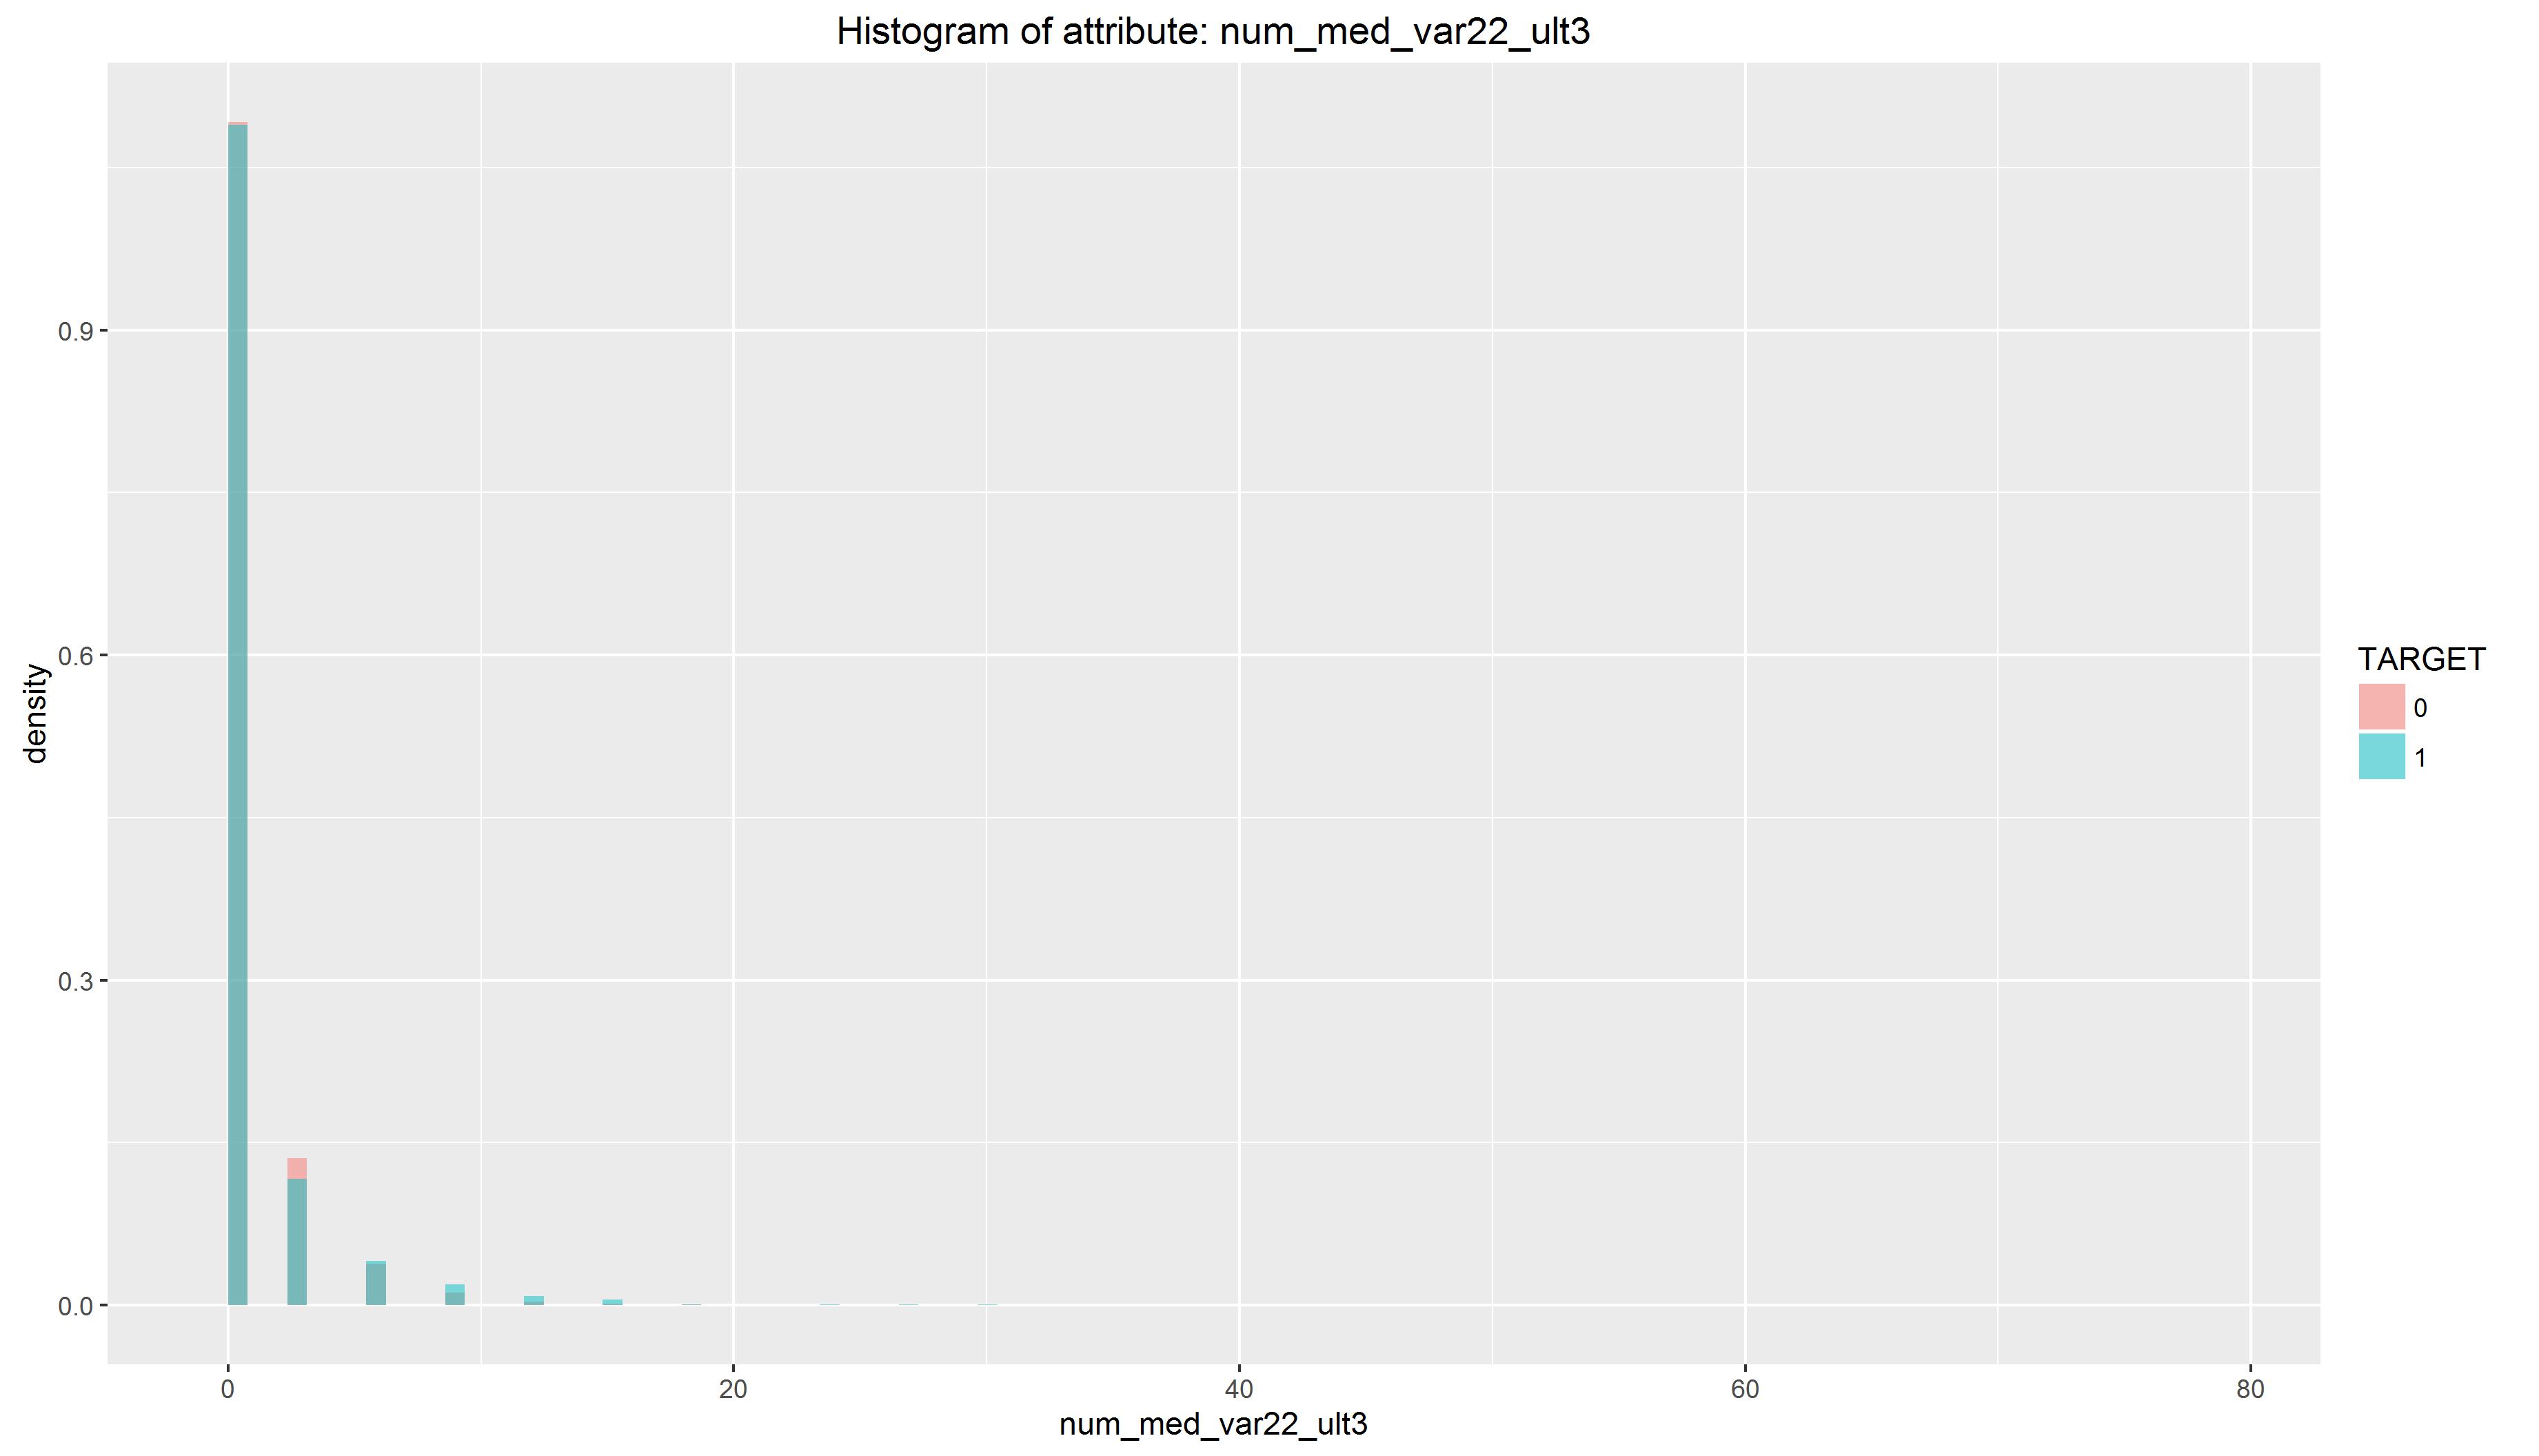 Histogram of attribute: num_med_var22_ult3
0.9
0.6
0.3
0.0
density
0
20
40
60
80
num_med_var22_ult3
TARGET
0
1